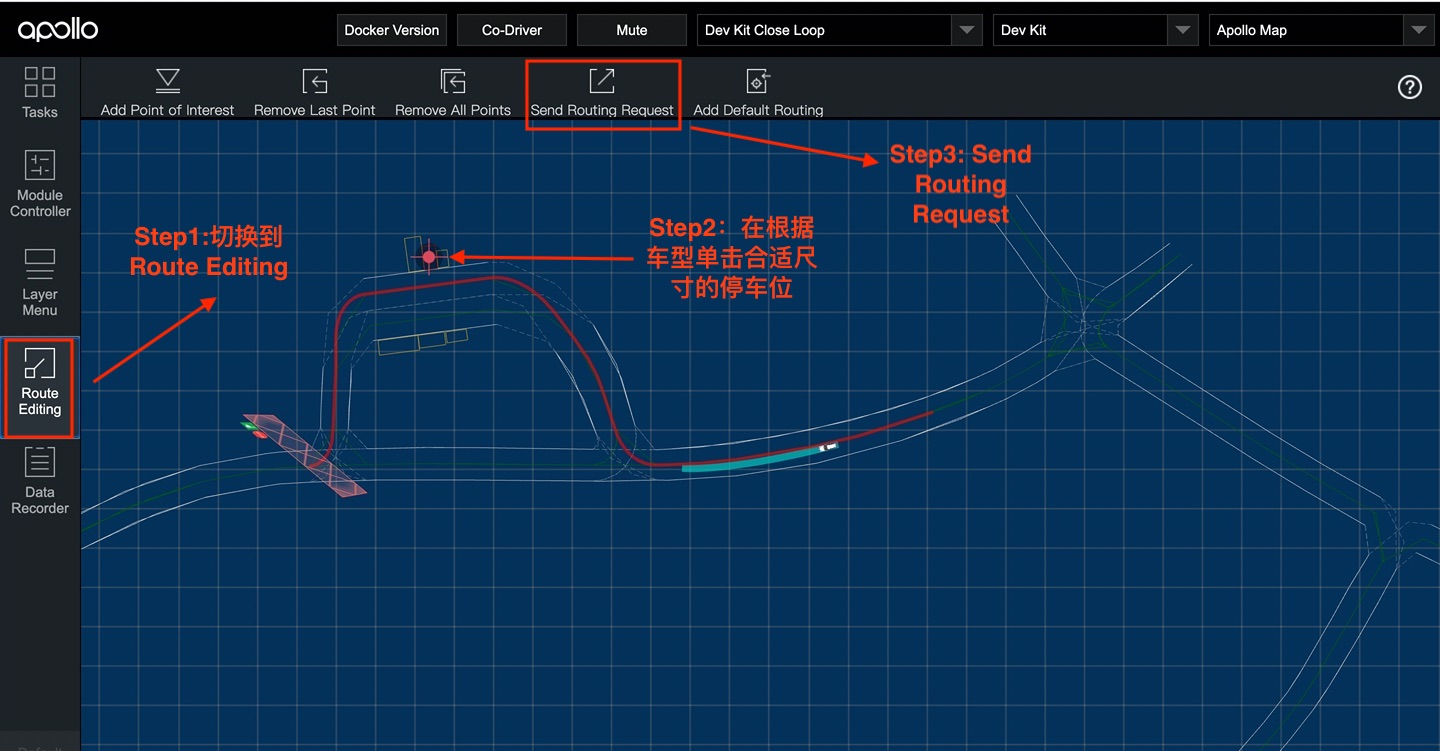 apollo
Docker Version
Co-Driver
Mute
Dev Kit Close Loop
Dev Kit
Apollo Map
Tasks
Add Point of Interest
Remove Last Point
Remove All Points
Send Routing Request
Add Default Routing
?
Module
Controller
Layer
Menu
Route
Editing
Data
Recorder
Step1:切换到
Route Editing
Step2：在根据
车型单击合适尺
寸的停车位
Step3: Send
Routing
Request